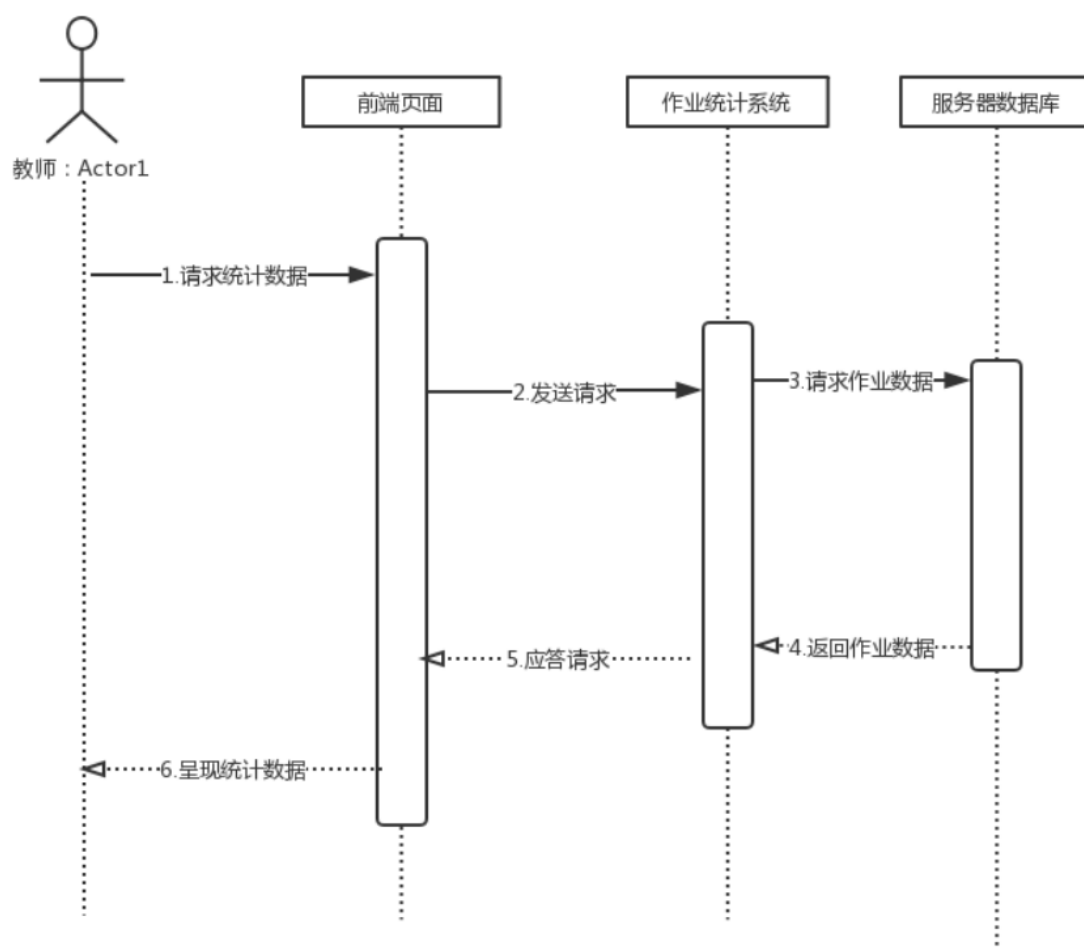 前端页面
作业统计系统
服务器数据库
教师：Actor1
1.请求统计数据
2.发送请求
3.请求作业数据
4.返回作业数据
5.应答请求
6.呈现统计数据